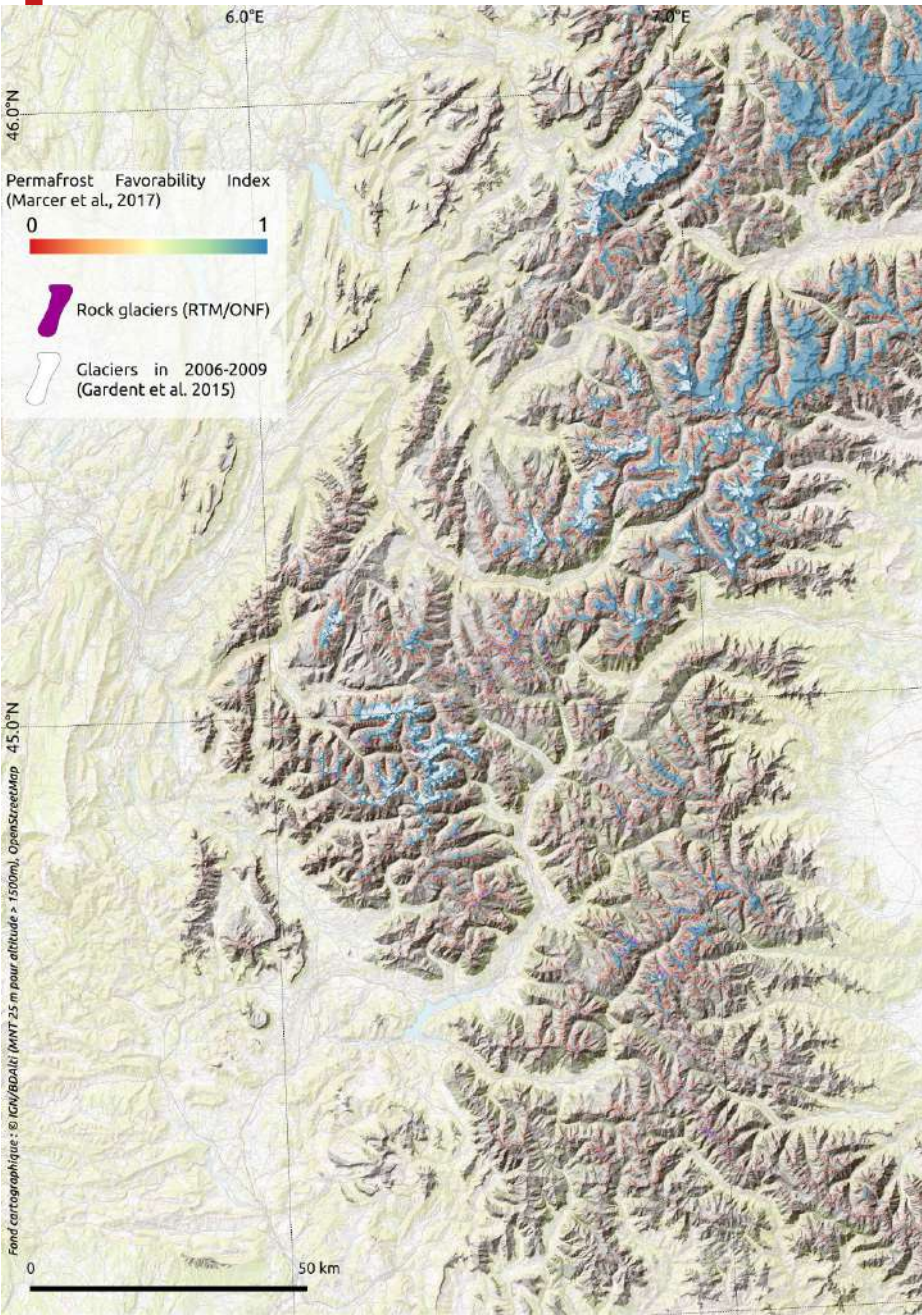 6.0°E
7.0°E
46.0°N
Permafrost Favorability Index
(Marcer et al., 2017)
0 1
Rock glaciers (RTM/ONF)
Glaciers in 2006-2009
(Gardent et al. 2015)
45.0°N
Fond cartographique : © IGN/BDAlti (MNT 25 m pour altitude > 1500m), OpenStreetMap
0 50 km